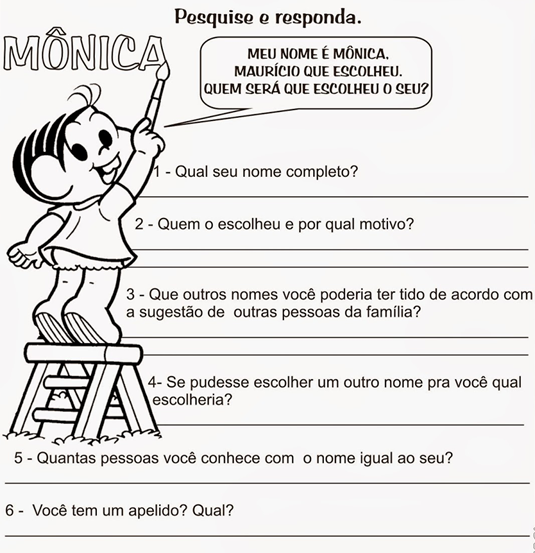 Pesquise e responda.
MÔNICA
MEU NOME É MÔNICA.
MAURÍCIO QUE ESCOLHEU.
QUEM SERÁ QUE ESCOLHEU O SEU?
1 - Qual seu nome completo?
2 - Quem o escolheu e por qual motivo?
3 - Que outros nomes você poderia ter tido de acordo com
a sugestão de outras pessoas da família?
4- Se pudesse escolher um outro nome pra você qual
escolheria?
5 - Quantas pessoas você conhece com o nome igual ao seu?
6 - Você tem um apelido? Qual?